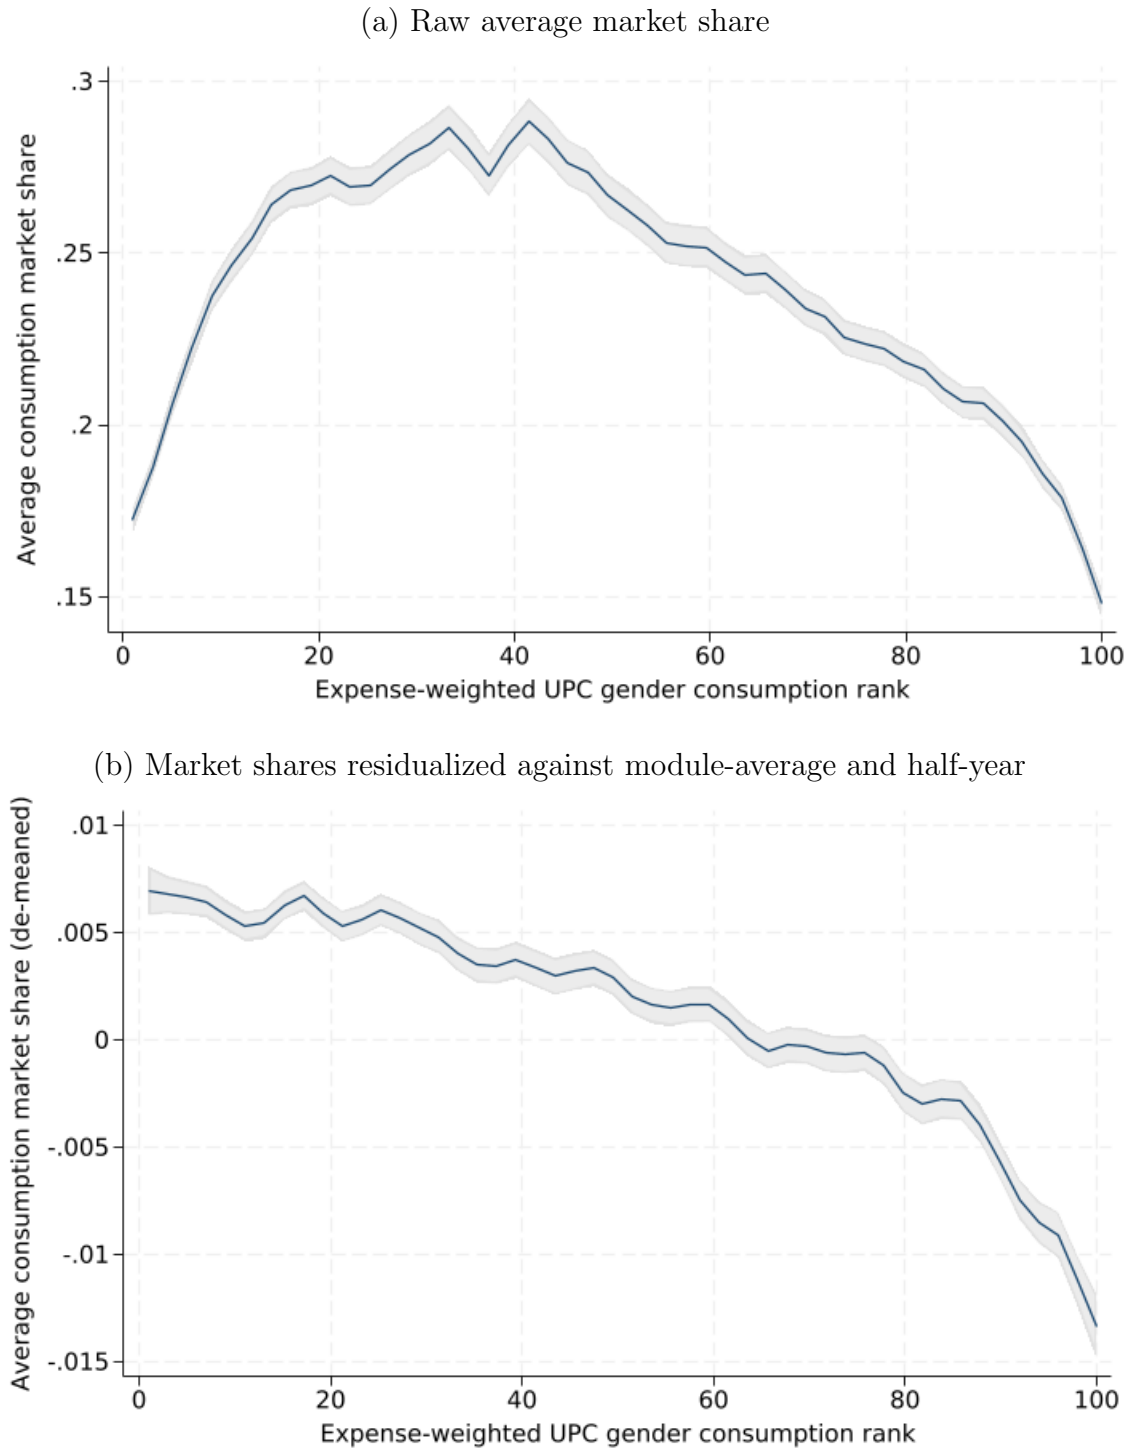 (a) Raw average market share
Average consumption market share
.3
.25
.2
.15
0 20 40 60 80 100
Expense-weighted UPC gender consumption rank
(b) Market shares residualized against module-average and half-year
Average consumption market share (de-meaned)
.01
.005
0
-.005
-.01
-.015
0 20 40 60 80 100
Expense-weighted UPC gender consumption rank